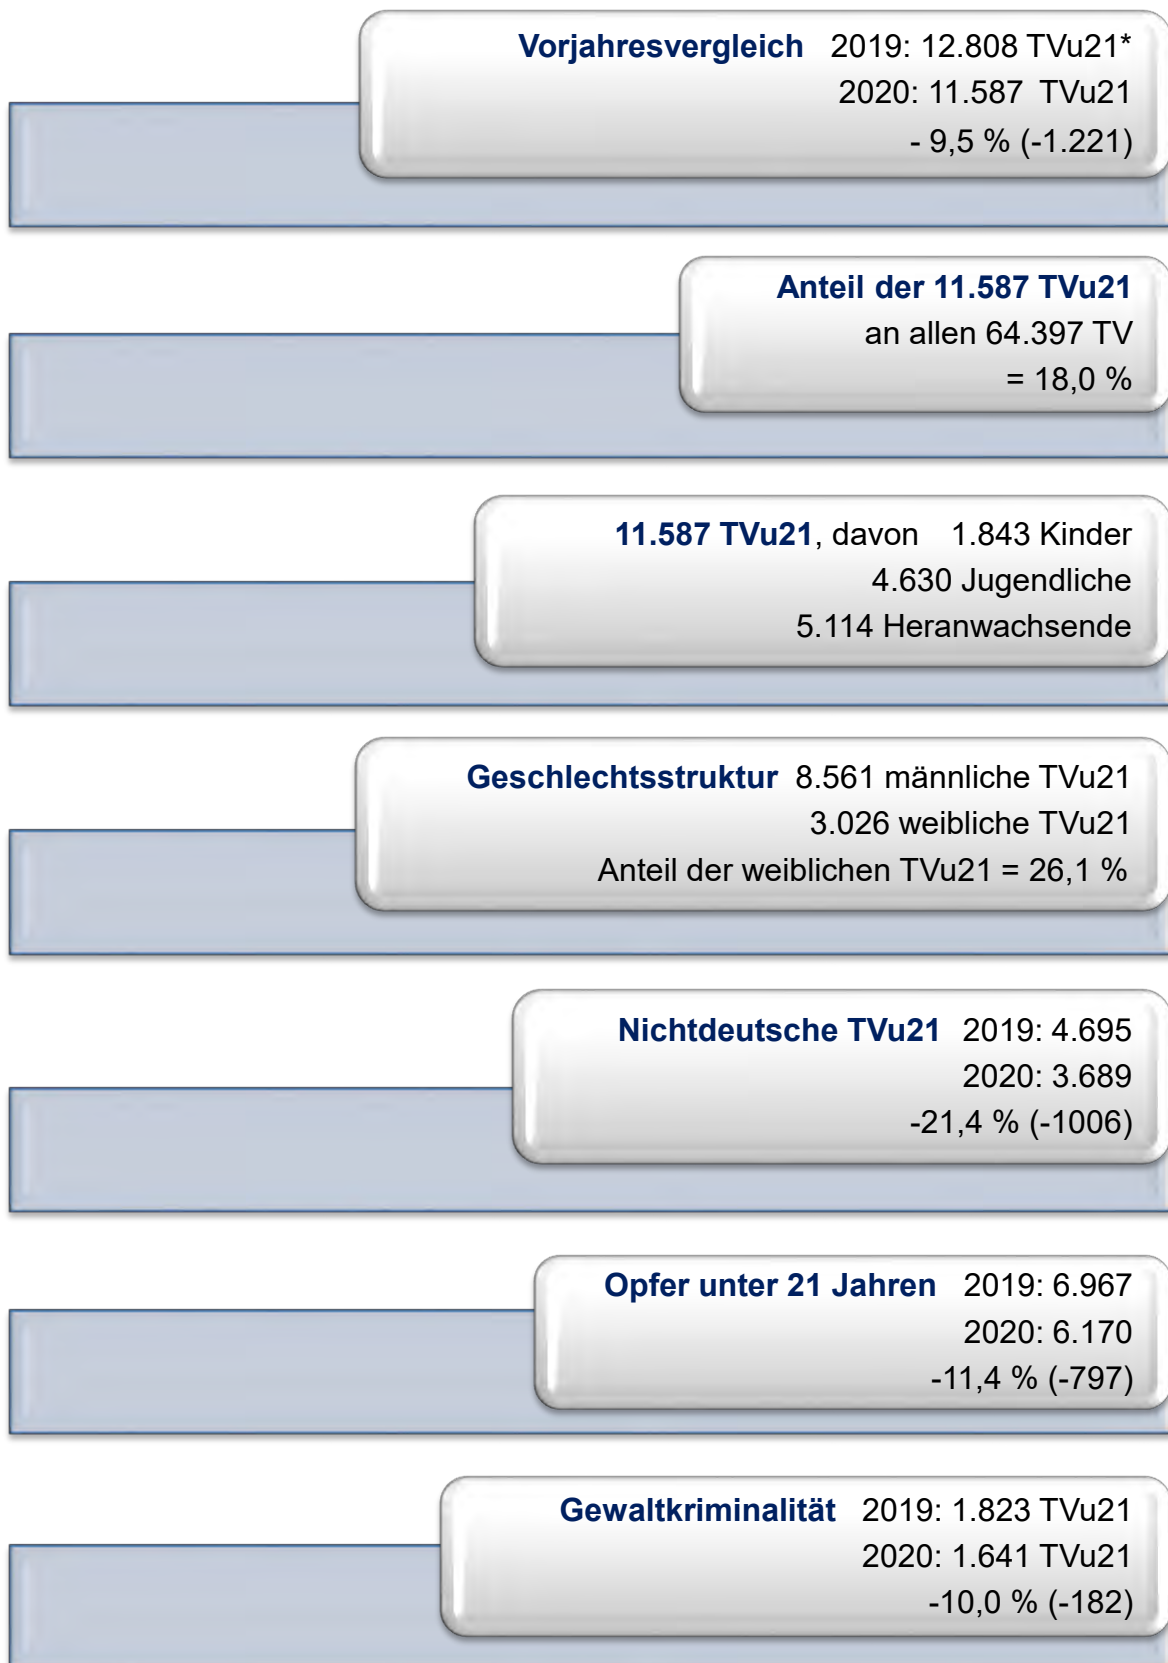 Vorjahresvergleich 2019: 12.808 TVu21*
2020: 11.587 TVu21
- 9,5 % (-1.221)
Anteil der 11.587 TVu21
an allen 64.397 TV
= 18,0 %
11.587 TVu21, davon 1.843 Kinder
4.630 Jugendliche
5.114 Heranwachsende
Geschlechtsstruktur 8.561 männliche TVu21
3.026 weibliche TVu21
Anteil der weiblichen TVu21 = 26,1 %
Nichtdeutsche TVu21 2019: 4.695
2020: 3.689
-21,4 % (-1006)
Opfer unter 21 Jahren 2019: 6.967
2020: 6.170
-11,4 % (-797)
Gewaltkriminalität 2019: 1.823 TVu21
2020: 1.641 TVu21
-10,0 % (-182)